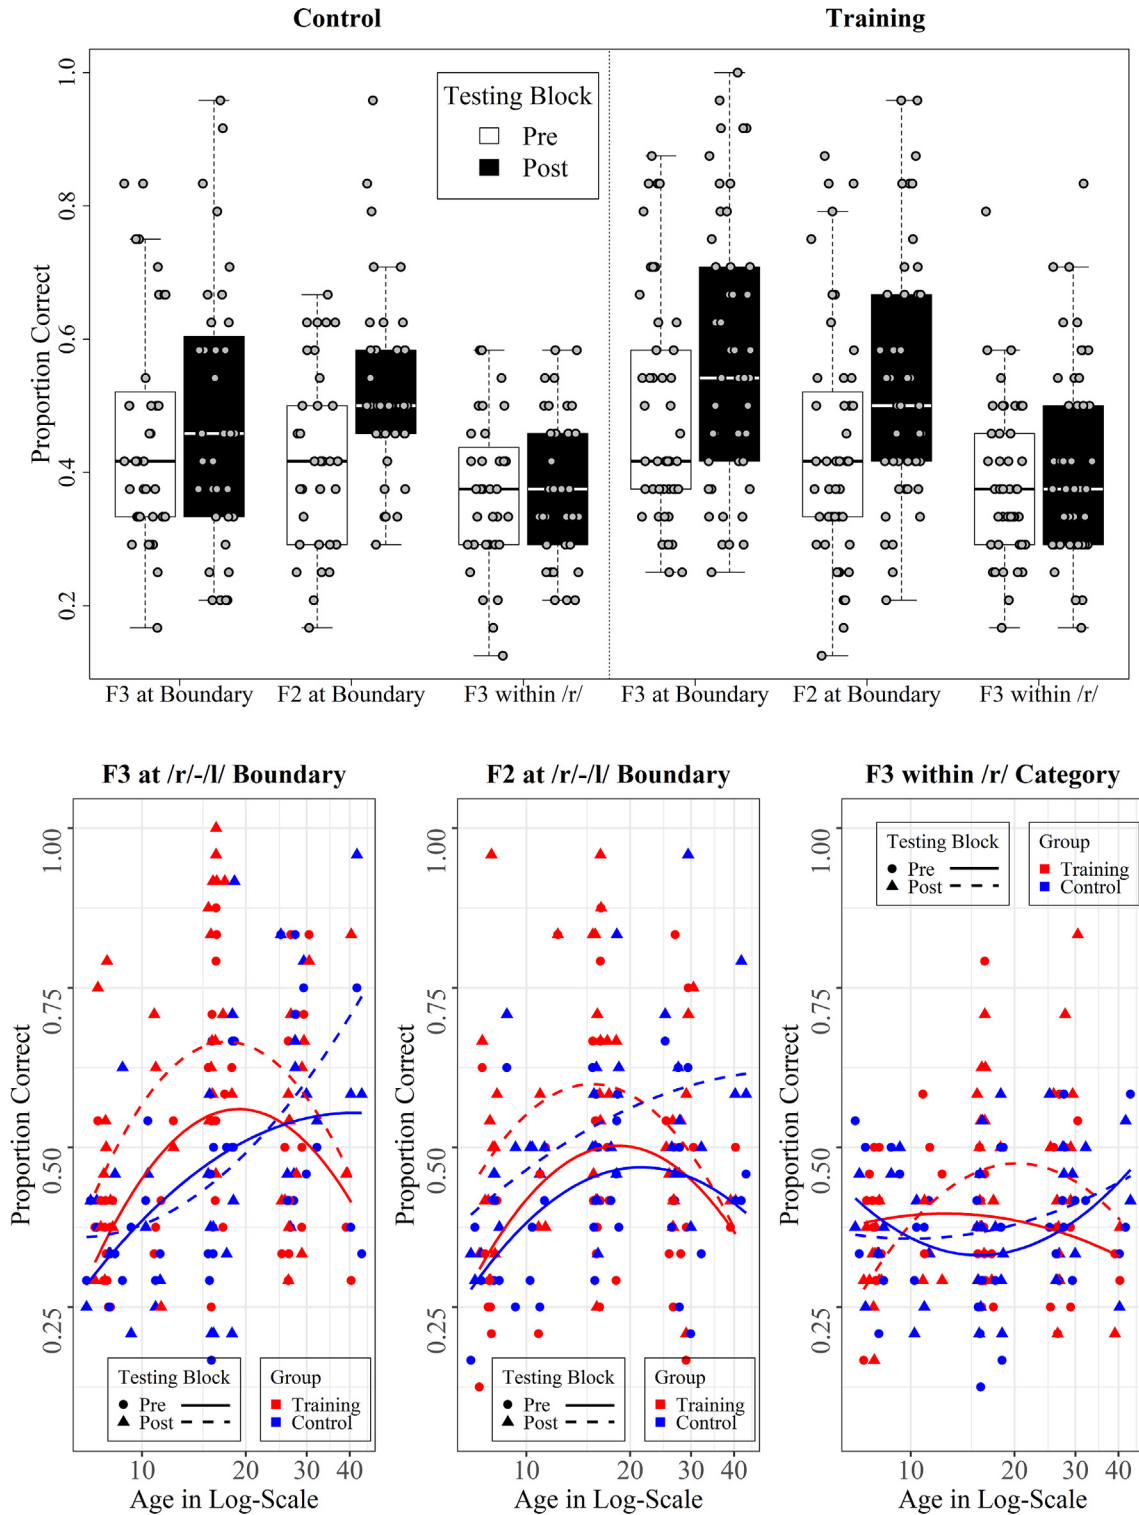 Control Training
Testing Block
Pre
Post
Proportion Correct
1.0
0.8
0.6
0.4
0.2
F3 at Boundary F2 at Boundary F3 within /r/ F3 at Boundary F2 at Boundary F3 within /r/
F3 at /r/-/l/ Boundary
Proportion Correct
1.00
0.75
0.50
0.25
Testing Block Group
Pre Training
Post Control
10 20 30 40
Age in Log-Scale
F2 at /r/-/l/ Boundary
Proportion Correct
1.00
0.75
0.50
0.25
Testing Block Group
Pre Training
Post Control
10 20 30 40
Age in Log-Scale
F3 within /r/ Category
Testing Block Group
Pre Training
Post Control
Proportion Correct
1.00
0.75
0.50
0.25
10 20 30 40
Age in Log-Scale